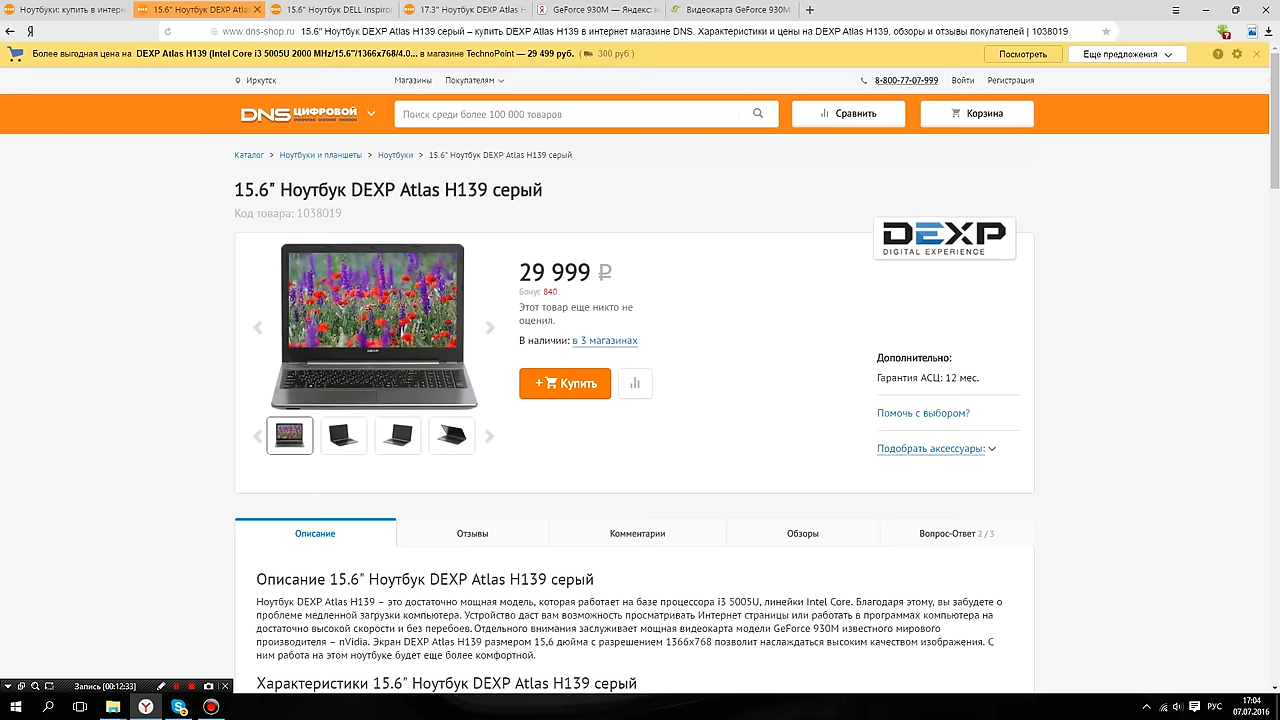 Ноутбуки: купить в интерн
15.6" Ноутбук DEXP Atlas
15.6" Ноутбук DELL Inspiron
17.3" Ноутбук DEXP Atlas H
GeForce 930M — Яндекс
Видеокарта GeForce 930M
www.dns-shop.ru 15.6" Ноутбук DEXP Atlas H139 серый – купить DEXP Atlas H139 в интернет магазине DNS. Характеристики и цены на DEXP Atlas H139, обзоры и отзывы покупателей | 1038019
Более выгодная цена на DEXP Atlas H139 (Intel Core i3 5005U 2000 MHz/15.6"/1366x768/4.0... в магазине TechnoPoint — 29 499 руб. ( 300 руб.)
Посмотреть
Еще предложения
Иркутск
Магазины
Покупателям
8-800-77-07-999
Войти
Регистрация
DNS ЦИФРОВОЙ
Поиск среди более 100 000 товаров
Сравнить
Корзина
Каталог > Ноутбуки и планшеты > Ноутбуки > 15.6" Ноутбук DEXP Atlas H139 серый
15.6" Ноутбук DEXP Atlas H139 серый
Код товара: 1038019
DEXP
DIGITAL EXPERIENCE
29 999 ₽
Бонус 840
Этот товар еще никто не
оценил.
В наличии: в 3 магазинах
+ Купить
Дополнительно:
Гарантия АСЦ: 12 мес.
Помочь с выбором?
Подобрать аксессуары:
DEXP
Описание
Отзывы
Комментарии
Обзоры
Вопрос-Ответ 2 / 3
Описание 15.6" Ноутбук DEXP Atlas H139 серый
Ноутбук DEXP Atlas H139 – это достаточно мощная модель, которая работает на базе процессора i3 5005U, линейки Intel Core. Благодаря этому, вы забудете о
проблеме медленной загрузки компьютера. Устройство даст вам возможность просматривать Интернет страницы или работать в программах компьютера на
достаточно высокой скорости и без перебоев. Отдельного внимания заслуживает мощная видеокарта модели GeForce 930M известного мирового
производителя – nVidia. Экран DEXP Atlas H139 размером 15,6 дюйма с разрешением 1366x768 позволит наслаждаться высоким качеством изображения. С
ним работа на этом ноутбуке будет еще более комфортной.
Характеристики 15.6" Ноутбук DEXP Atlas H139 серый
Запись [00:12:33]
РУС
17:04
07.07.2016